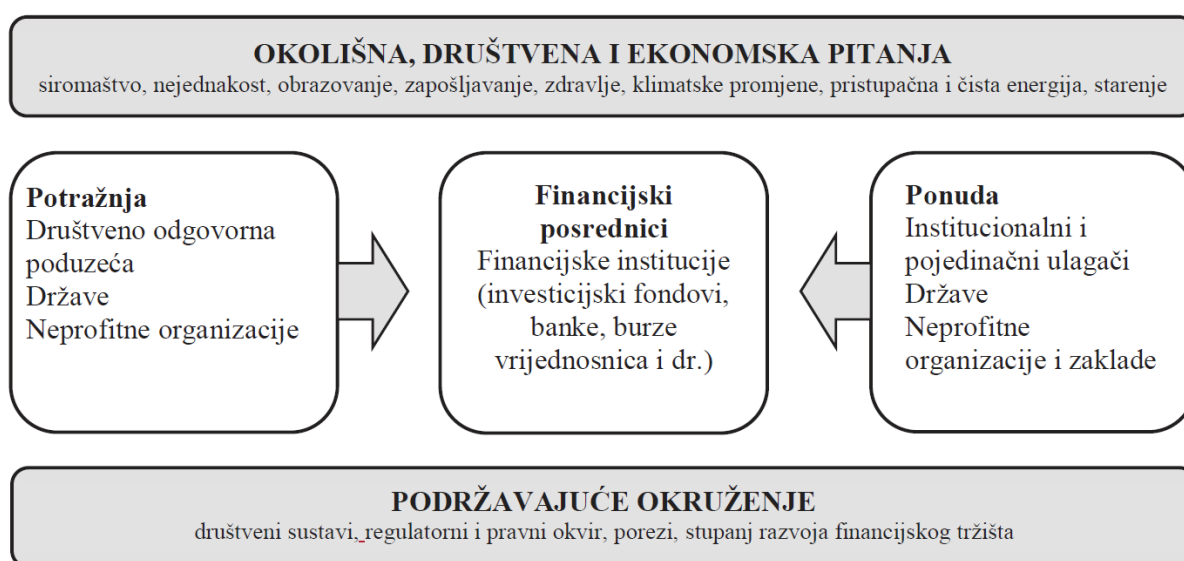 OKOLIŠNA, DRUŠTVENA I EKONOMSKA PITANJA
siromaštvo, nejednakost, obrazovanje, zapošljavanje, zdravlje, klimatske promjene, pristupačna i čista energija, starenje
Potražnja
Društveno odgovorna
poduzeća
Države
Neprofitne organizacije
Financijski
posrednici
Financijske institucije
(investicijski fondovi,
banke, burze
vrijednosnica i dr.)
Ponuda
Institucionalni i
pojedinačni ulagači
Države
Neprofitne
organizacije i zaklade
PODRŽAVAJUĆE OKRUŽENJE
društveni sustavi, regulatorni i pravni okvir, porezi, stupanj razvoja financijskog tržišta